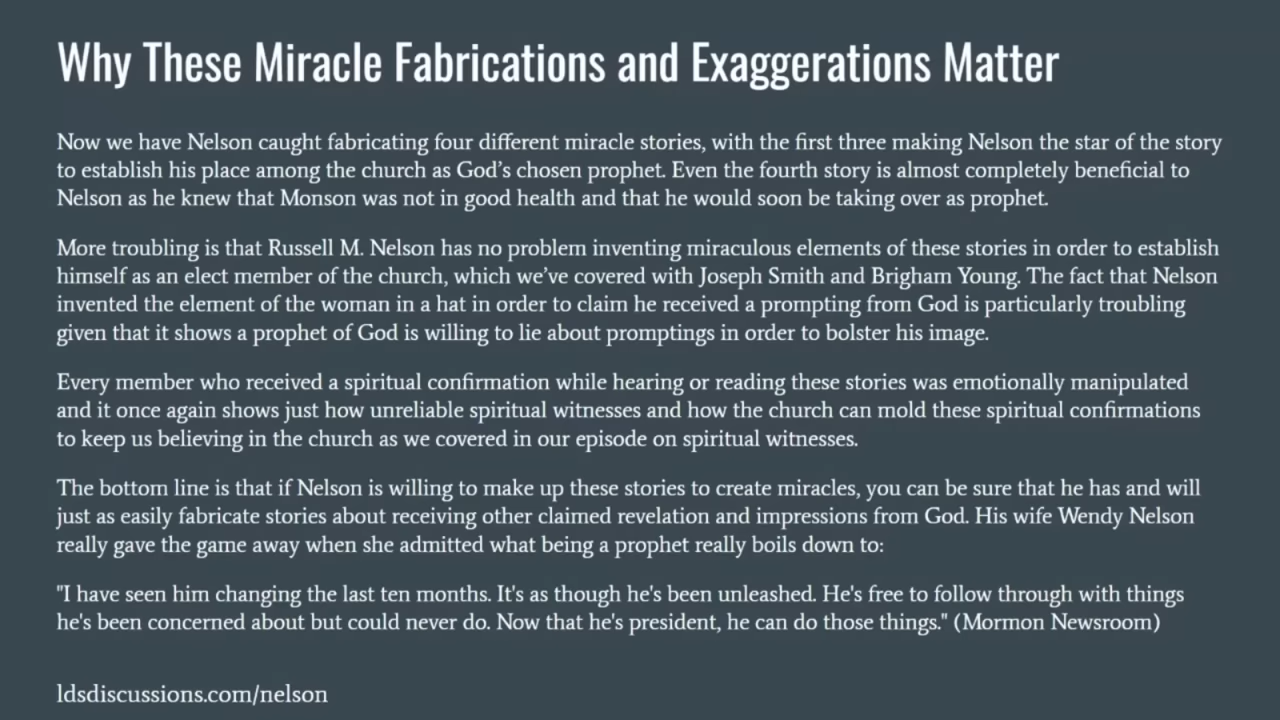 Why These Miracle Fabrications and Exaggerations Matter
Now we have Nelson caught fabricating four different miracle stories, with the first three making Nelson the star of the story
to establish his place among the church as God’s chosen prophet. Even the fourth story is almost completely beneficial to
Nelson as he knew that Monson was not in good health and that he would soon be taking over as prophet.
More troubling is that Russell M. Nelson has no problem inventing miraculous elements of these stories in order to establish
himself as an elect member of the church, which we’ve covered with Joseph Smith and Brigham Young. The fact that Nelson
invented the element of the woman in a hat in order to claim he received a prompting from God is particularly troubling
given that it shows a prophet of God is willing to lie about promptings in order to bolster his image.
Every member who received a spiritual confirmation while hearing or reading these stories was emotionally manipulated
and it once again shows just how unreliable spiritual witnesses and how the church can mold these spiritual confirmations
to keep us believing in the church as we covered in our episode on spiritual witnesses.
The bottom line is that if Nelson is willing to make up these stories to create miracles, you can be sure that he has and will
just as easily fabricate stories about receiving other claimed revelation and impressions from God. His wife Wendy Nelson
really gave the game away when she admitted what being a prophet really boils down to:
"I have seen him changing the last ten months. It's as though he's been unleashed. He's free to follow through with things
he's been concerned about but could never do. Now that he's president, he can do those things." (Mormon Newsroom)
ldsdiscussions.com/nelson